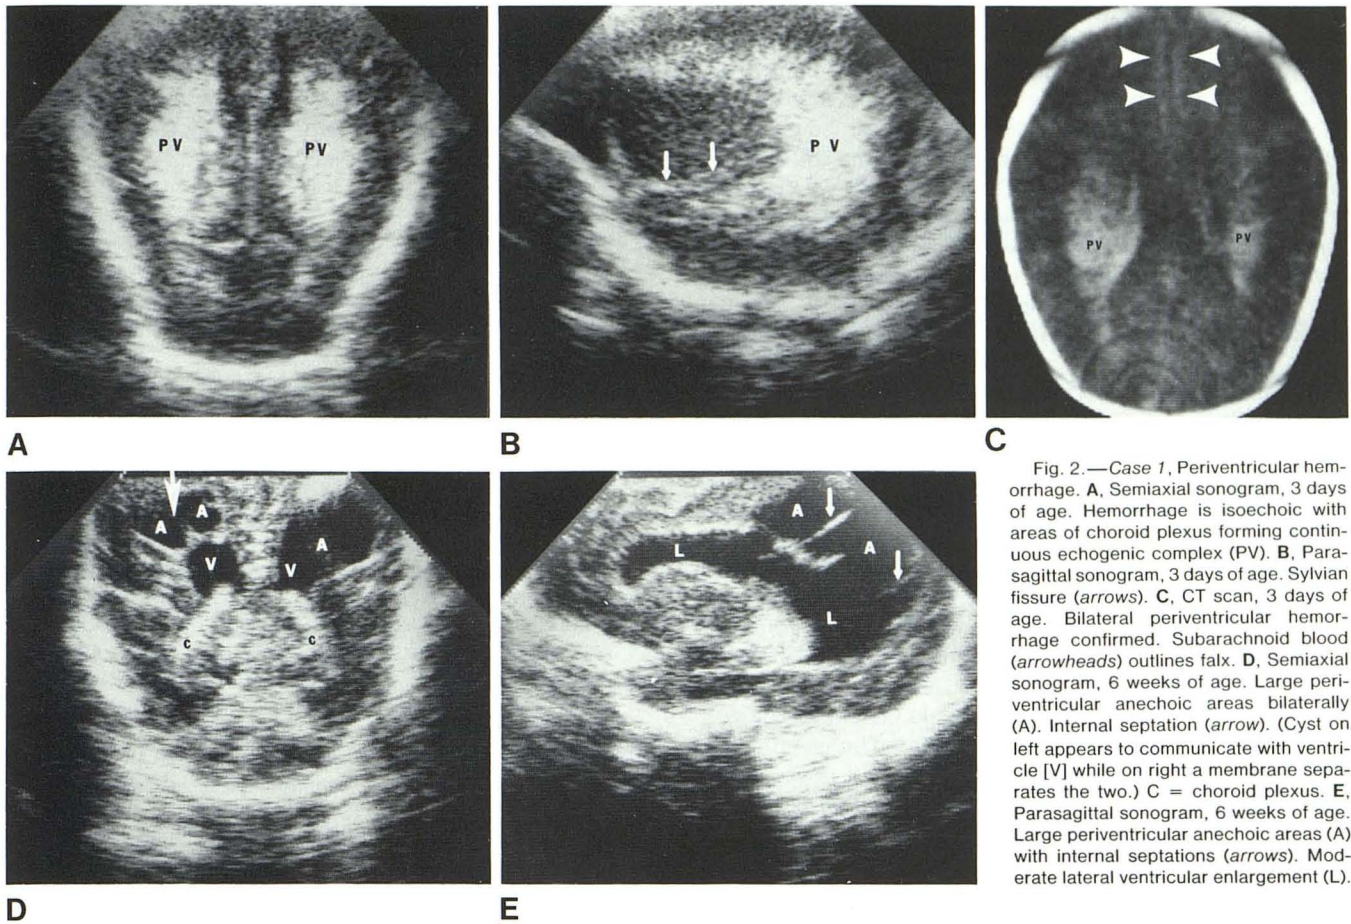 PV
PV
A
PV
B
PV
PV
C
A
A
V
V
A
C
C
D
A
L
A
L
E
Fig. 2.—Case 1, Periventricular hem-
orrhage. A, Semiaxial sonogram, 3 days
of age. Hemorrhage is isoechoic with
areas of choroid plexus forming contin-
uous echogenic complex (PV). B, Para-
sagittal sonogram, 3 days of age. Sylvian
fissure (arrows). C, CT scan, 3 days of
age. Bilateral periventricular hemor-
rhage confirmed. Subarachnoid blood
(arrowheads) outlines falx. D, Semiaxial
sonogram, 6 weeks of age. Large peri-
ventricular anechoic areas bilaterally
(A). Internal septation (arrow). (Cyst on
left appears to communicate with ventri-
cle [V] while on right a membrane sepa-
rates the two.) C = choroid plexus. E,
Parasagittal sonogram, 6 weeks of age.
Large periventricular anechoic areas (A)
with internal septations (arrows). Mod-
erate lateral ventricular enlargement (L).